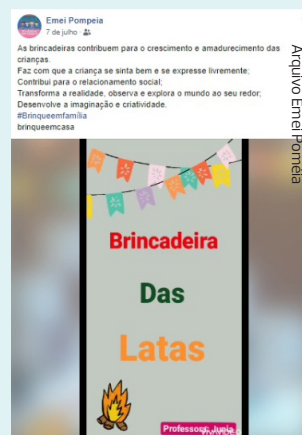 Emei Pompeia
7 de julho ·
As brincadeiras contribuem para o crescimento e amadurecimento das
crianças.
Faz com que a criança se sinta bem e se expresse livremente;
Contribui para o relacionamento social;
Transforma a realidade, observa e explora o mundo ao seu redor;
Desenvolve a imaginação e criatividade.
#Brinqueemfamília
brinqueemcasa
Arquivo Emei Poméia
Brincadeira
Das
Latas
Professora: Junia